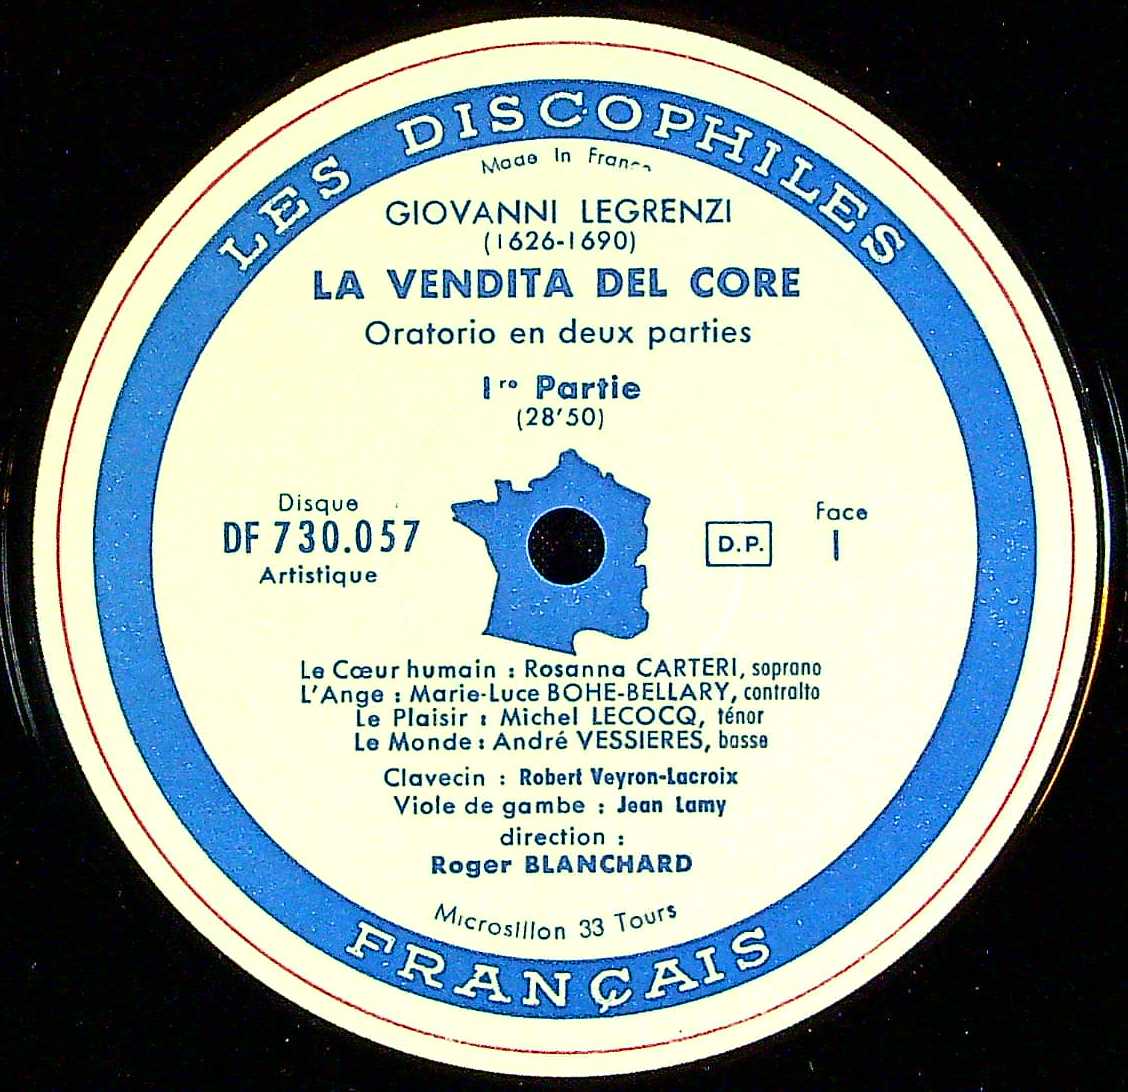 LES DISCOPHILES
Made In France
GIOVANNI LEGRENZI
(1626-1690)
LA VENDITA DEL CORE
Oratorio en deux parties
1re Partie
(28'50)
Disque
DF 730.057
Artistique
D.P.
Face
1
Le Cœur humain : Rosanna CARTERI, soprano
L'Ange : Marie-Luce BOHE-BELLARY, contralto
Le Plaisir : Michel LECOCQ, ténor
Le Monde : André VESSIERES, basse
Clavecin : Robert Veyron-Lacroix
Viole de gambe : Jean Lamy
direction :
Roger BLANCHARD
Microsillon 33 Tours
FRANÇAIS